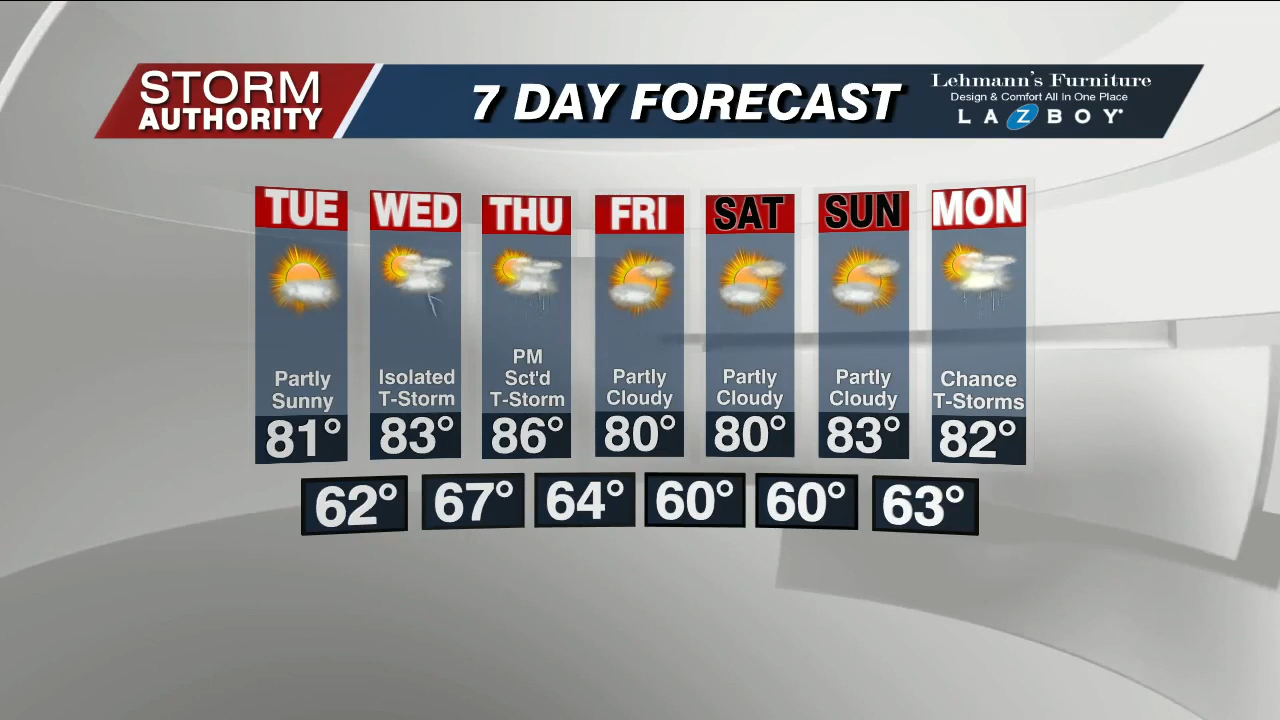 STORM
AUTHORITY
7 DAY FORECAST
Lehmann's Furniture
Design & Comfort All In One Place
LAZBOY®
TUE
WED
THU
FRI
SAT
SUN
MON
Partly
Sunny
Isolated
T-Storm
PM
Sct'd
T-Storm
Partly
Cloudy
Partly
Cloudy
Partly
Cloudy
Chance
T-Storms
81°
83°
86°
80°
80°
83°
82°
62°
67°
64°
60°
60°
63°